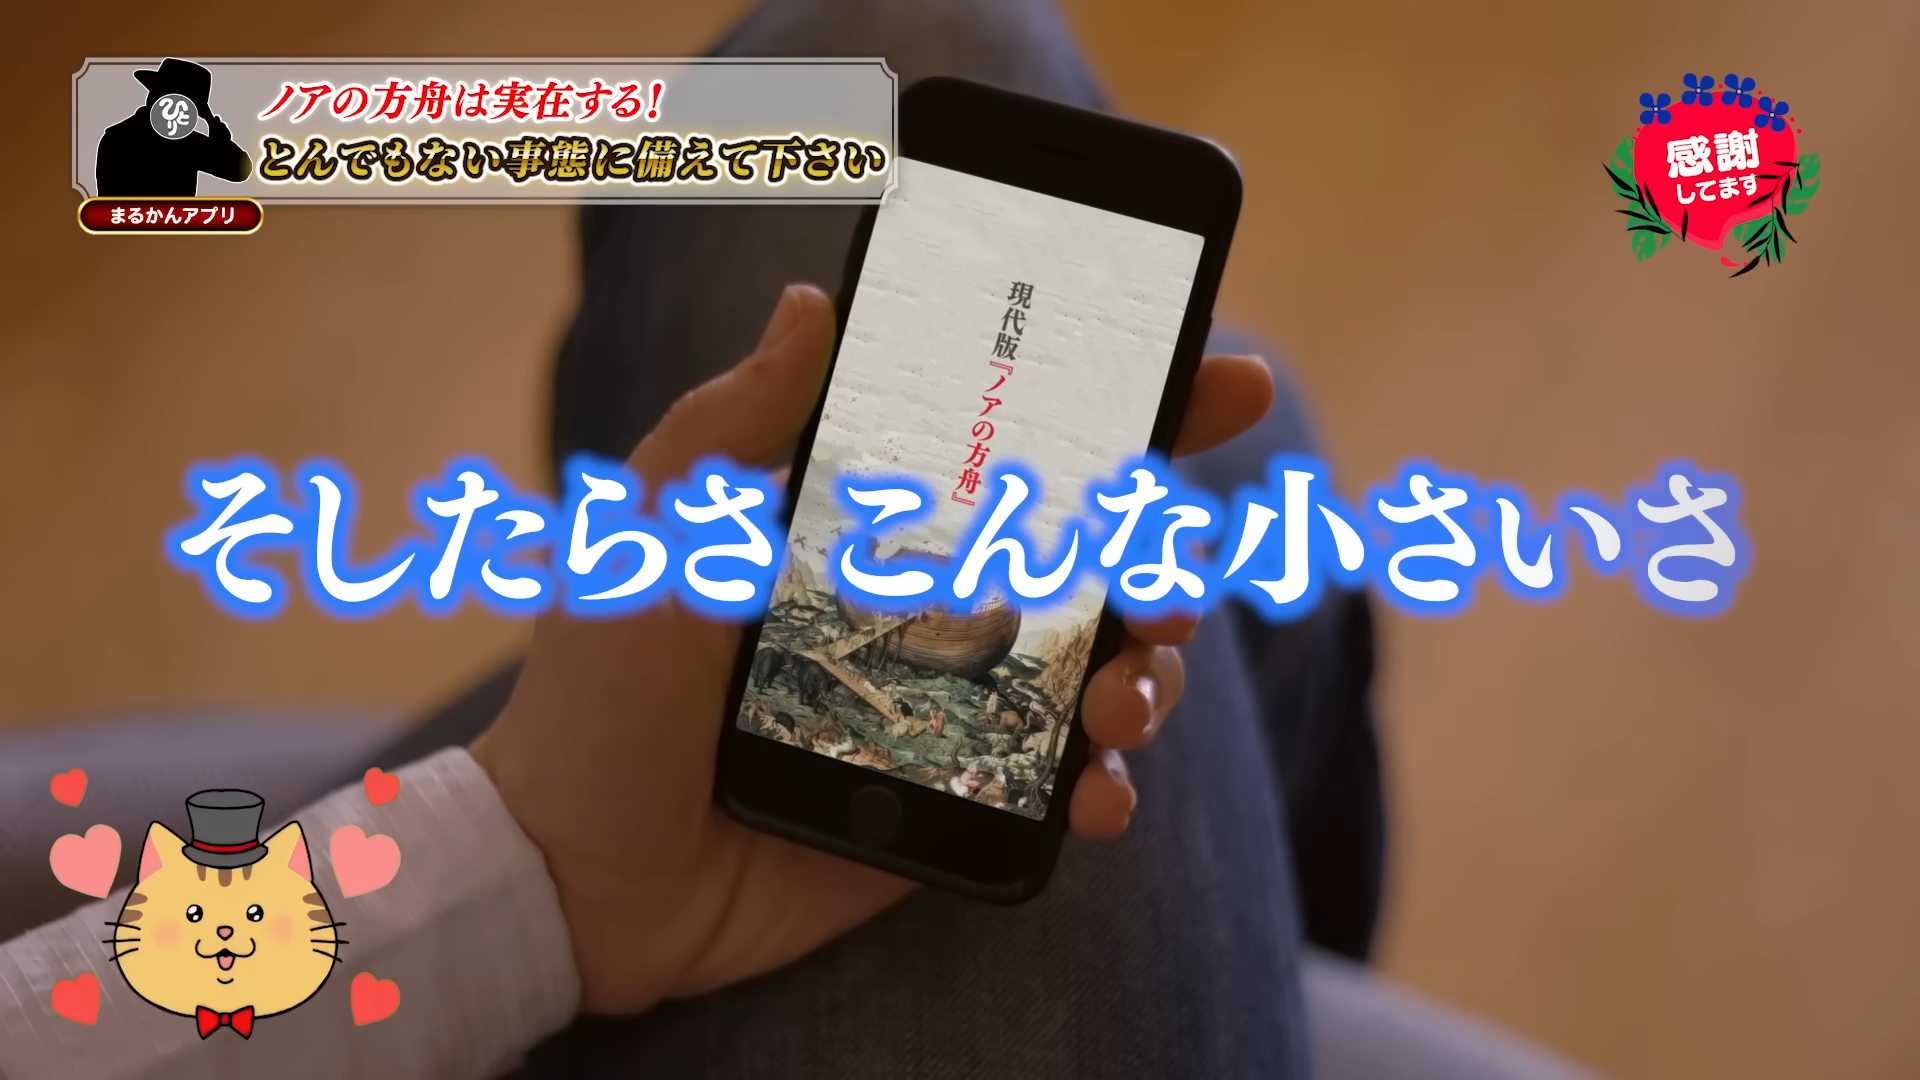 ノアの方舟は実在する!
とんでもない事態に備えて下さい
ひとり
まるかんアプリ
感謝
してます
現代版『ノアの方舟』
そしたらさ こんな小さいさ